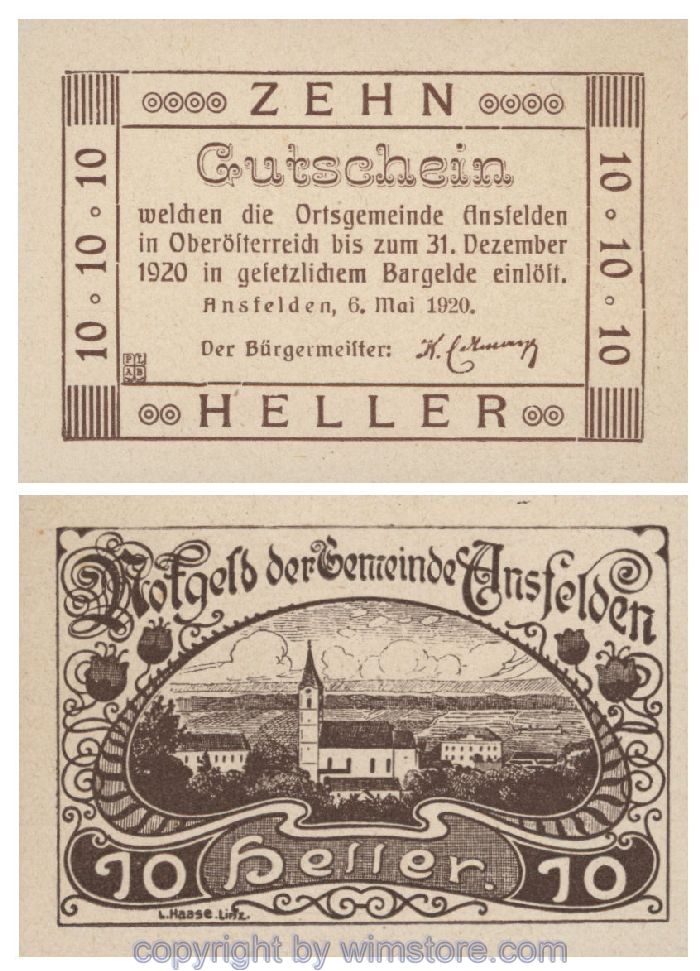 ZEHN
Gutschein
welchen die Ortsgemeinde Ansfelden
in Oberösterreich bis zum 31. Dezember
1920 in gesetzlichem Bargelde einlöst.
Ansfelden, 6. Mai 1920.
Der Bürgermeister:
HELLER
10 ∘ 10 ∘ 10
10 ∘ 10 ∘ 10
P L
A B
Notgeld der Gemeinde Ansfelden
10 Heller. 10
L. Haase. Linz.
copyright by wimstore.com